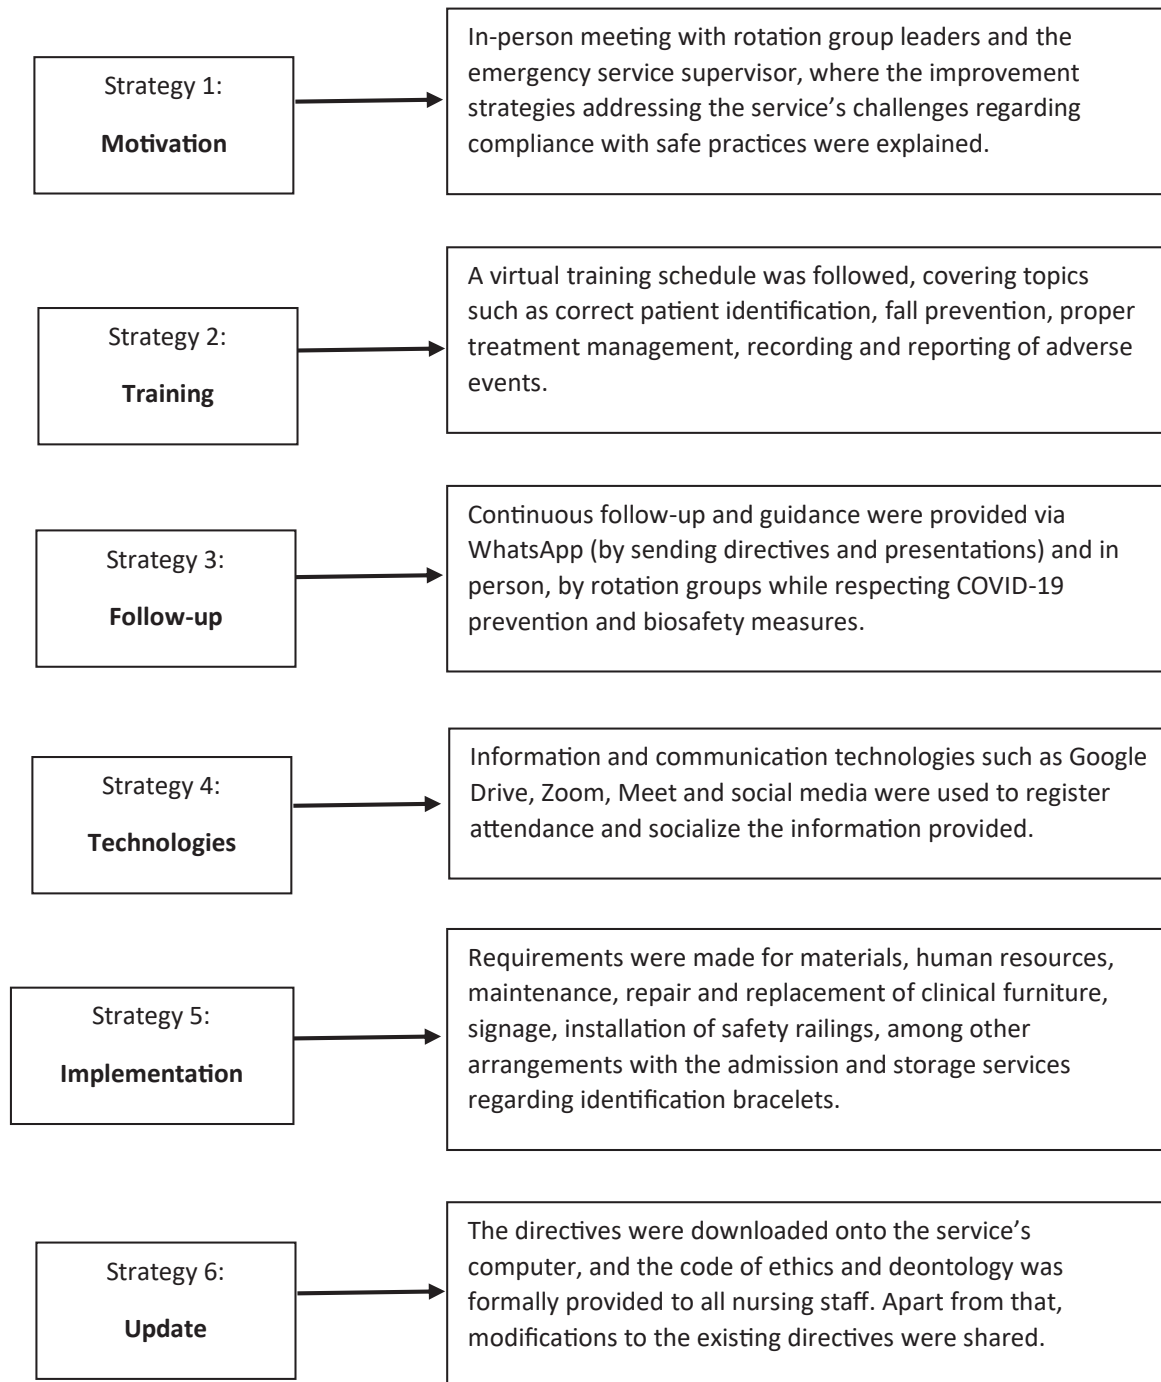 Strategy 1:
Motivation
In-person meeting with rotation group leaders and the
emergency service supervisor, where the improvement
strategies addressing the service's challenges regarding
compliance with safe practices were explained.
Strategy 2:
Training
A virtual training schedule was followed, covering topics
such as correct patient identification, fall prevention, proper
treatment management, recording and reporting of adverse
events.
Strategy 3:
Follow-up
Continuous follow-up and guidance were provided via
WhatsApp (by sending directives and presentations) and in
person, by rotation groups while respecting COVID-19
prevention and biosafety measures.
Strategy 4:
Technologies
Information and communication technologies such as Google
Drive, Zoom, Meet and social media were used to register
attendance and socialize the information provided.
Strategy 5:
Implementation
Requirements were made for materials, human resources,
maintenance, repair and replacement of clinical furniture,
signage, installation of safety railings, among other
arrangements with the admission and storage services
regarding identification bracelets.
Strategy 6:
Update
The directives were downloaded onto the service's
computer, and the code of ethics and deontology was
formally provided to all nursing staff. Apart from that,
modifications to the existing directives were shared.